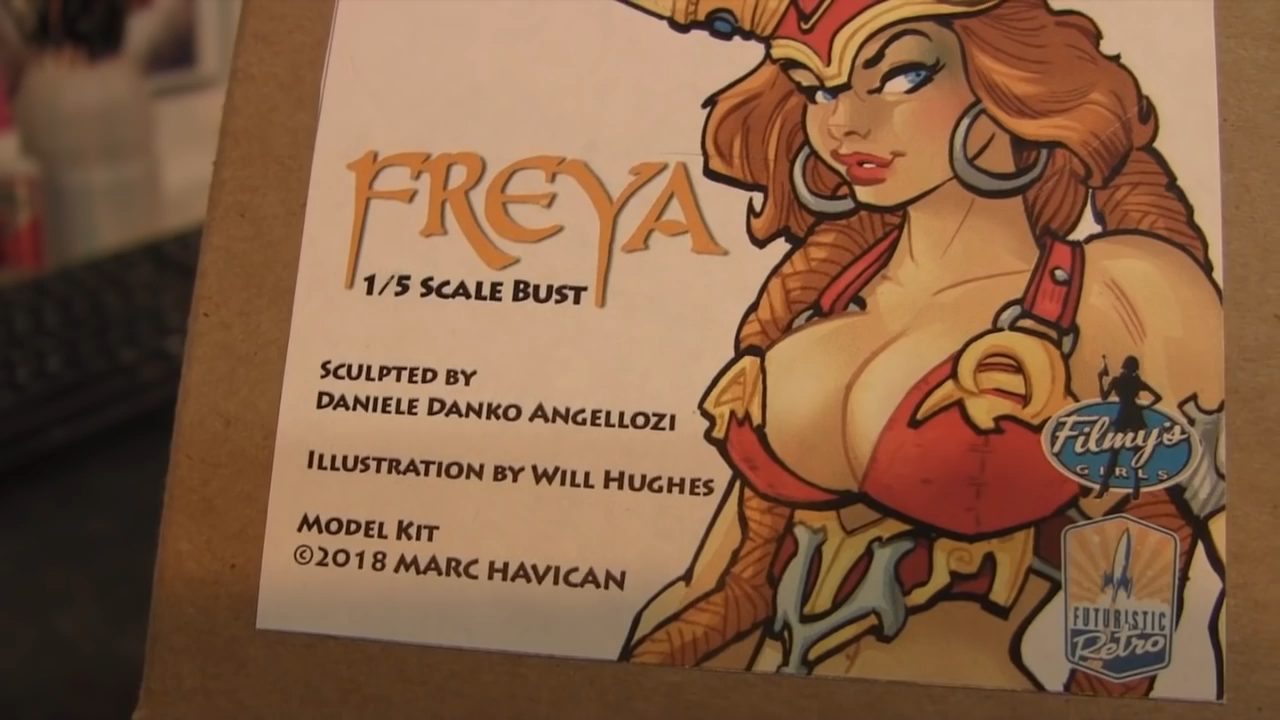 FREYA
1/5 SCALE BUST
SCULPTED BY
DANIELE DANKO ANGELLOZI
ILLUSTRATION BY WILL HUGHES
MODEL KIT
©2018 MARC HAVICAN
Filmy's
GIRLS
FUTURISTIC
Retro